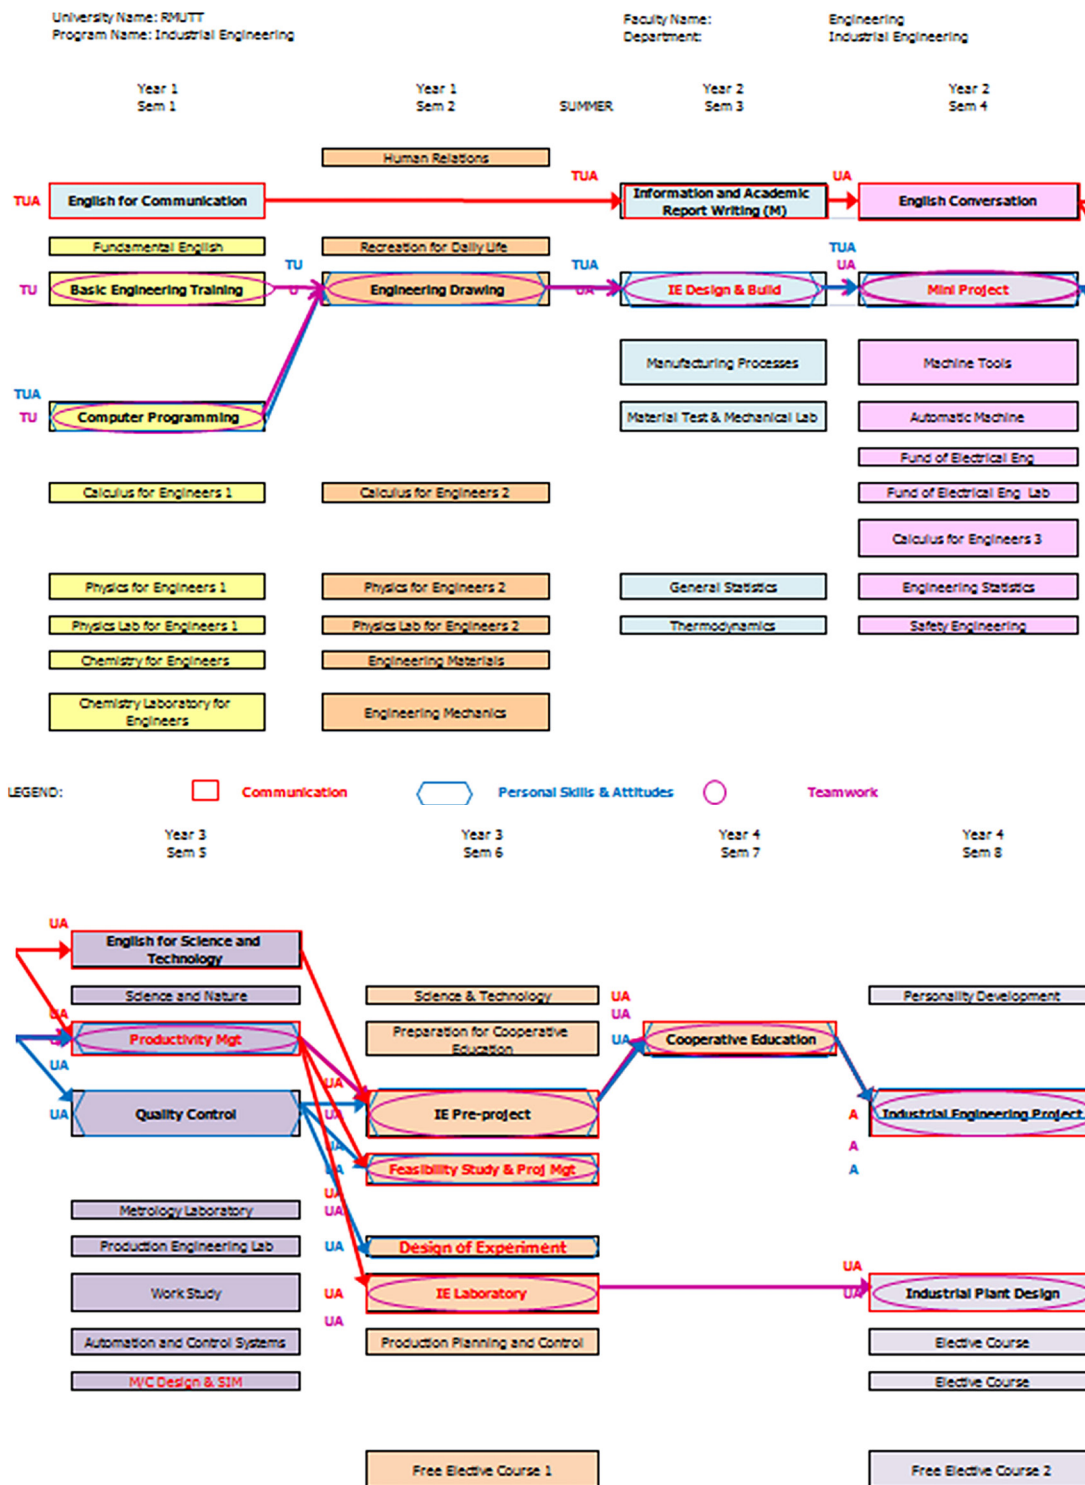 University Name: RMUTT
Program Name: Industrial Engineering
Faculty Name: Engineering
Department: Industrial Engineering
Year 1
Sem 1
Year 1
Sem 2
SUMMER
Year 2
Sem 3
Year 2
Sem 4
Human Relations
TUA
English for Communication
TUA
Information and Academic
Report Writing (M)
UA
English Conversation
Fundamental English
Recreation for Daily Life
TU
Basic Engineering Training
TU
U
Engineering Drawing
TUA
UA
IE Design & Build
TUA
UA
Mini Project
Manufacturing Processes
Machine Tools
TUA
TU
Computer Programming
Material Test & Mechanical Lab
Automatic Machine
Fund of Electrical Eng
Calculus for Engineers 1
Calculus for Engineers 2
Fund of Electrical Eng Lab
Calculus for Engineers 3
Physics for Engineers 1
Physics for Engineers 2
General Statistics
Engineering Statistics
Physics Lab for Engineers 1
Physics Lab for Engineers 2
Thermodynamics
Safety Engineering
Chemistry for Engineers
Engineering Materials
Chemistry Laboratory for
Engineers
Engineering Mechanics
LEGEND:
Communication
Personal Skills & Attitudes
Teamwork
Year 3
Sem 5
Year 3
Sem 6
Year 4
Sem 7
Year 4
Sem 8
UA
English for Science and
Technology
Science and Nature
Science & Technology
UA
UA
Personality Development
UA
Productivity Mgt
UA
Preparation for Cooperative
Education
UA
Cooperative Education
UA
Quality Control
UA
UA
IE Pre-project
A
A
A
Industrial Engineering Project
UA
UA
Feasibility Study & Proj Mgt
UA
UA
Metrology Laboratory
Production Engineering Lab
UA
Design of Experiment
Work Study
UA
UA
IE Laboratory
UA
UA
Industrial Plant Design
Automation and Control Systems
Production Planning and Control
Elective Course
M/C Design & SIM
Elective Course
Free Elective Course 1
Free Elective Course 2